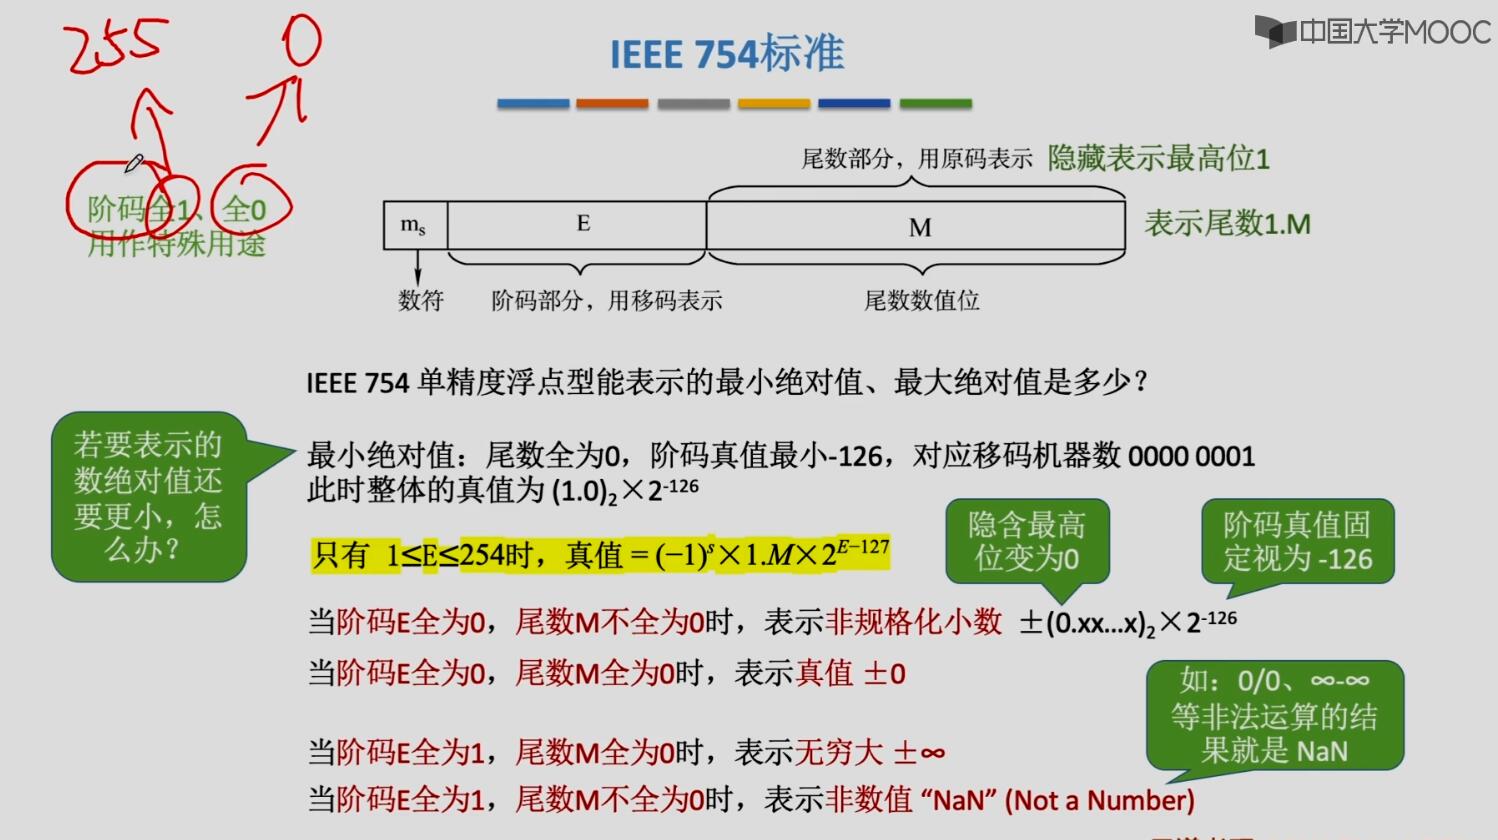 255
0
中国大学MOOC
IEEE 754标准
尾数部分，用原码表示 隐藏表示最高位1
阶码全1、全0
用作特殊用途
mₛ E M 表示尾数1.M
数符 阶码部分，用移码表示 尾数数值位
IEEE 754 单精度浮点型能表示的最小绝对值、最大绝对值是多少？
若要表示的
数绝对值还
要更小，怎
么办？
最小绝对值：尾数全为0，阶码真值最小-126，对应移码机器数 0000 0001
此时整体的真值为 (1.0)₂×2⁻¹²⁶
隐含最高
位变为0
阶码真值固
定视为 -126
只有 1≤E≤254时，真值 = (−1)ˢ×1.M×2ᴱ⁻¹²⁷
当阶码E全为0，尾数M不全为0时，表示非规格化小数 ±(0.xx…x)₂×2⁻¹²⁶
当阶码E全为0，尾数M全为0时，表示真值 ±0
如：0/0、∞-∞
等非法运算的结
果就是 NaN
当阶码E全为1，尾数M全为0时，表示无穷大 ±∞
当阶码E全为1，尾数M不全为0时，表示非数值 “NaN” (Not a Number)